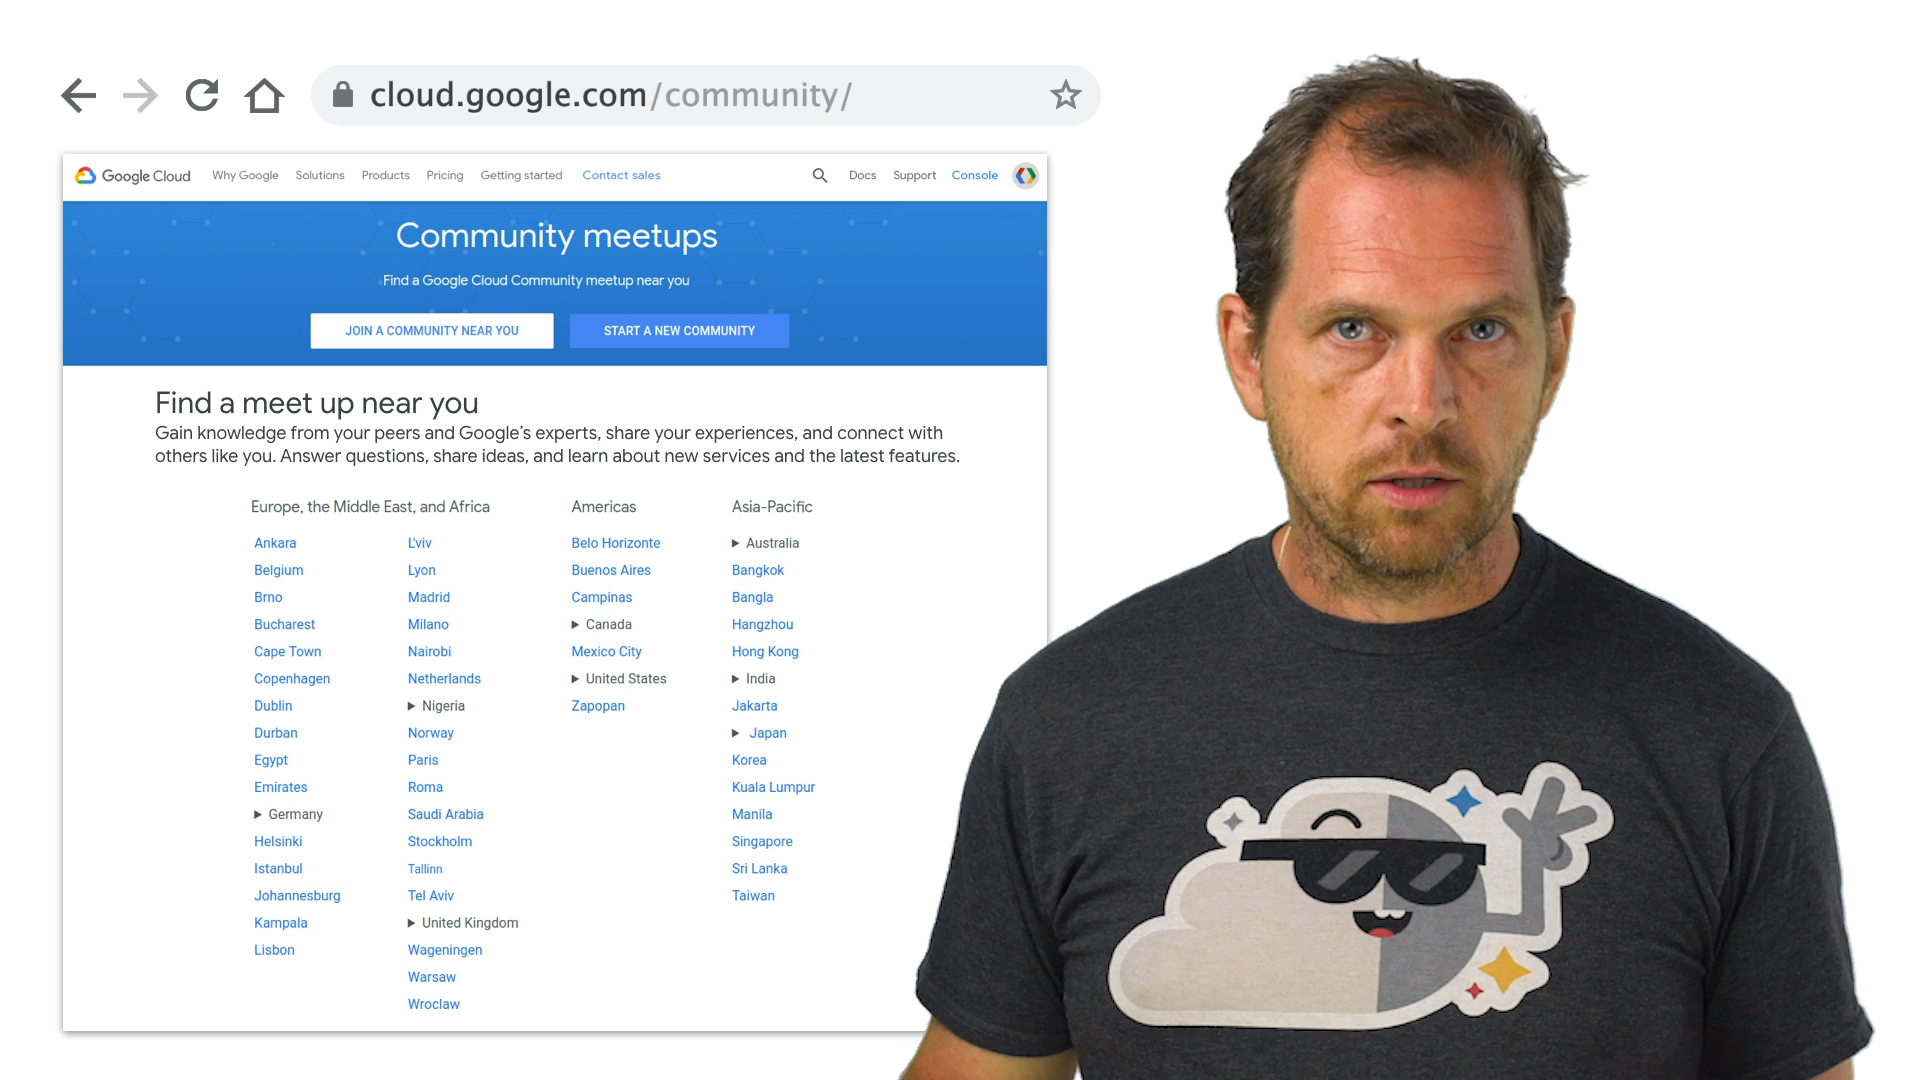 cloud.google.com/community/
Google Cloud Why Google Solutions Products Pricing Getting started Contact sales Docs Support Console
Community meetups
Find a Google Cloud Community meetup near you
JOIN A COMMUNITY NEAR YOU START A NEW COMMUNITY
Find a meet up near you
Gain knowledge from your peers and Google's experts, share your experiences, and connect with
others like you. Answer questions, share ideas, and learn about new services and the latest features.
Europe, the Middle East, and Africa
Ankara
Belgium
Brno
Bucharest
Cape Town
Copenhagen
Dublin
Durban
Egypt
Emirates
Germany
Helsinki
Istanbul
Johannesburg
Kampala
Lisbon
L'viv
Lyon
Madrid
Milano
Nairobi
Netherlands
Nigeria
Norway
Paris
Roma
Saudi Arabia
Stockholm
Tallinn
Tel Aviv
United Kingdom
Wageningen
Warsaw
Wroclaw
Americas
Belo Horizonte
Buenos Aires
Campinas
Canada
Mexico City
United States
Zapopan
Asia-Pacific
Australia
Bangkok
Bangla
Hangzhou
Hong Kong
India
Jakarta
Japan
Korea
Kuala Lumpur
Manila
Singapore
Sri Lanka
Taiwan